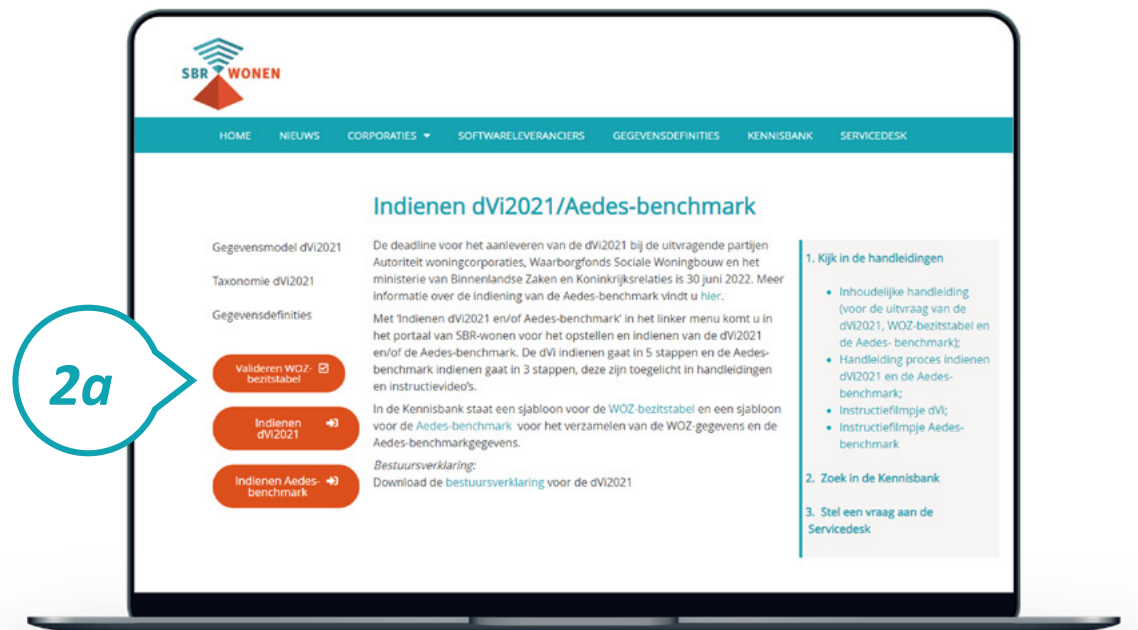 SBR WONEN
HOME NIEUWS CORPORATIES SOFTWARELEVERANCIERS GEGEVENSDEFINITIES KENNISBANK SERVICEDESK
Indienen dVi2021/Aedes-benchmark
Gegevensmodel dVi2021
Taxonomie dVi2021
Gegevensdefinities
2a
Valideren WOZ-
bezitstabel
Indienen
dVi2021
Indienen Aedes-
benchmark
De deadline voor het aanleveren van de dVi2021 bij de uitvragende partijen
Autoriteit woningcorporaties, Waarborgfonds Sociale Woningbouw en het
ministerie van Binnenlandse Zaken en Koninkrijksrelaties is 30 juni 2022. Meer
informatie over de indiening van de Aedes-benchmark vindt u hier.
Met 'Indienen dVi2021 en/of Aedes-benchmark' in het linker menu komt u in
het portaal van SBR-wonen voor het opstellen en indienen van de dVi2021
en/of de Aedes-benchmark. De dVi indienen gaat in 5 stappen en de Aedes-
benchmark indienen gaat in 3 stappen, deze zijn toegelicht in handleidingen
en instructievideo's.
In de Kennisbank staat een sjabloon voor de WOZ-bezitstabel en een sjabloon
voor de Aedes-benchmark voor het verzamelen van de WOZ-gegevens en de
Aedes-benchmarkgegevens.
Bestuursverklaring:
Download de bestuursverklaring voor de dVi2021
1. Kijk in de handleidingen
• Inhoudelijke handleiding
(voor de uitvraag van de
dVi2021, WOZ-bezitstabel en
de Aedes- benchmark);
• Handleiding proces indienen
dVi2021 en de Aedes-
benchmark;
• Instructiefilmpje dVi;
• Instructiefilmpje Aedes-
benchmark
2. Zoek in de Kennisbank
3. Stel een vraag aan de
Servicedesk